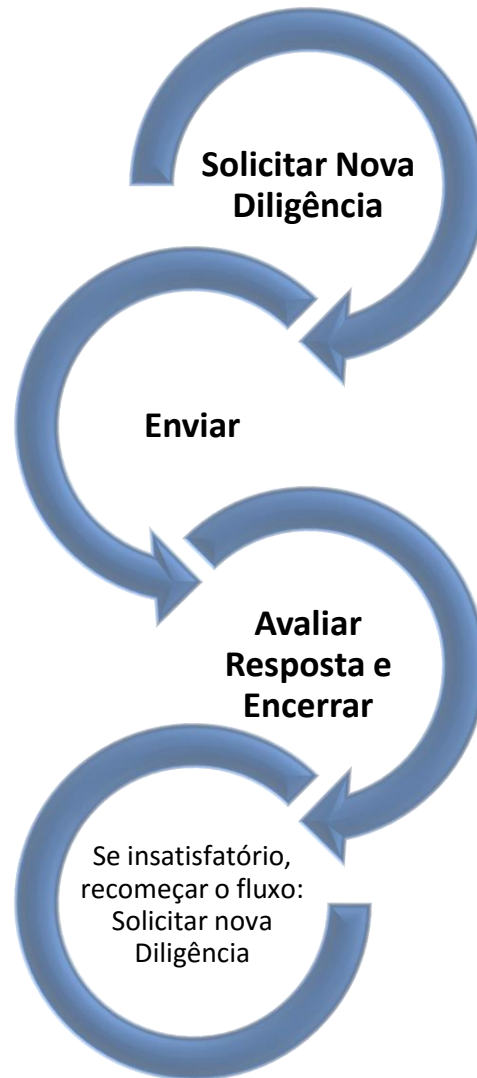 Solicitar Nova
Diligência
Enviar
Avaliar
Resposta e
Encerrar
Se insatisfatório,
recomeçar o fluxo:
Solicitar nova
Diligência